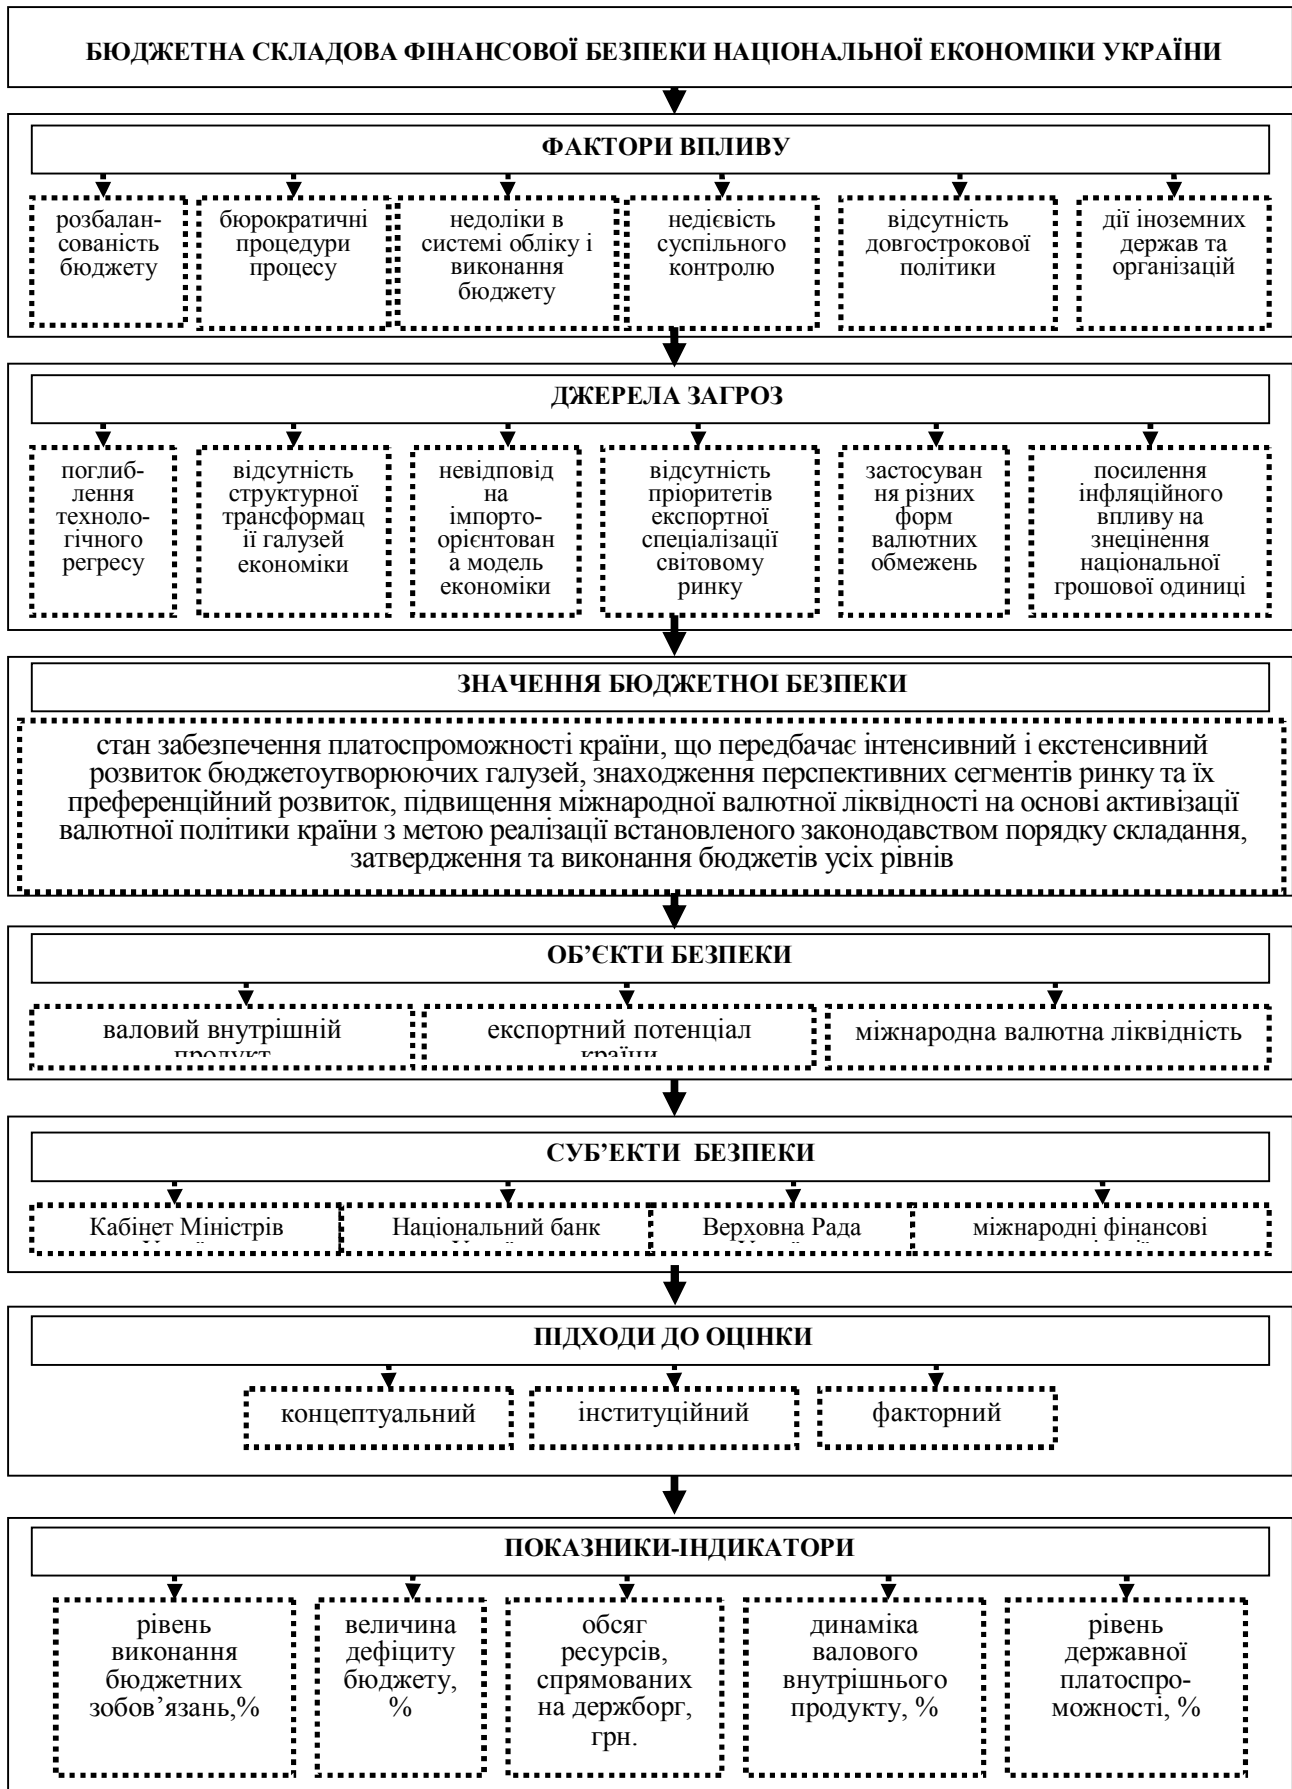 БЮДЖЕТНА СКЛАДОВА ФІНАНСОВОЇ БЕЗПЕКИ НАЦІОНАЛЬНОЇ ЕКОНОМІКИ УКРАЇНИ
ФАКТОРИ ВПЛИВУ
розбалан-
сованість
бюджету
бюрократичні
процедури
процесу
недоліки в
системі обліку і
виконання
бюджету
недієвість
суспільного
контролю
відсутність
довгострокової
політики
дії іноземних
держав та
організацій
ДЖЕРЕЛА ЗАГРОЗ
поглиб-
лення
техноло-
гічного
регресу
відсутність
структурної
трансформац
ії галузей
економіки
невідповід
на
імпорто-
орієнтован
а модель
економіки
відсутність
пріоритетів
експортної
спеціалізації
світовому
ринку
застосуван
ня різних
форм
валютних
обмежень
посилення
інфляційного
впливу на
знецінення
національної
грошової одиниці
ЗНАЧЕННЯ БЮДЖЕТНОІ БЕЗПЕКИ
стан забезпечення платоспроможності країни, що передбачає інтенсивний і екстенсивний
розвиток бюджетоутворюючих галузей, знаходження перспективних сегментів ринку та їх
преференційний розвиток, підвищення міжнародної валютної ліквідності на основі активізації
валютної політики країни з метою реалізації встановленого законодавством порядку складання,
затвердження та виконання бюджетів усіх рівнів
ОБ’ЄКТИ БЕЗПЕКИ
валовий внутрішній
продукт
експортний потенціал
країни
міжнародна валютна ліквідність
СУБ’ЕКТИ БЕЗПЕКИ
Кабінет Міністрів
Національний банк
Верховна Рада
міжнародні фінансові
ПІДХОДИ ДО ОЦІНКИ
концептуальний
інституційний
факторний
ПОКАЗНИКИ-ІНДИКАТОРИ
рівень
виконання
бюджетних
зобов’язань,%
величина
дефіциту
бюджету,
%
обсяг
ресурсів,
спрямованих
на держборг,
грн.
динаміка
валового
внутрішнього
продукту, %
рівень
державної
платоспро-
можності, %